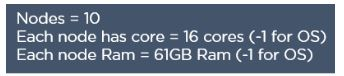 Nodes = 10
Each node has core = 16 cores (-1 for OS)
Each node Ram = 61GB Ram (-1 for OS)